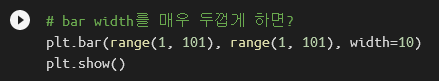 # bar width를 매우 두껍게 하면?
plt.bar(range(1, 101), range(1, 101), width=10)
plt.show()